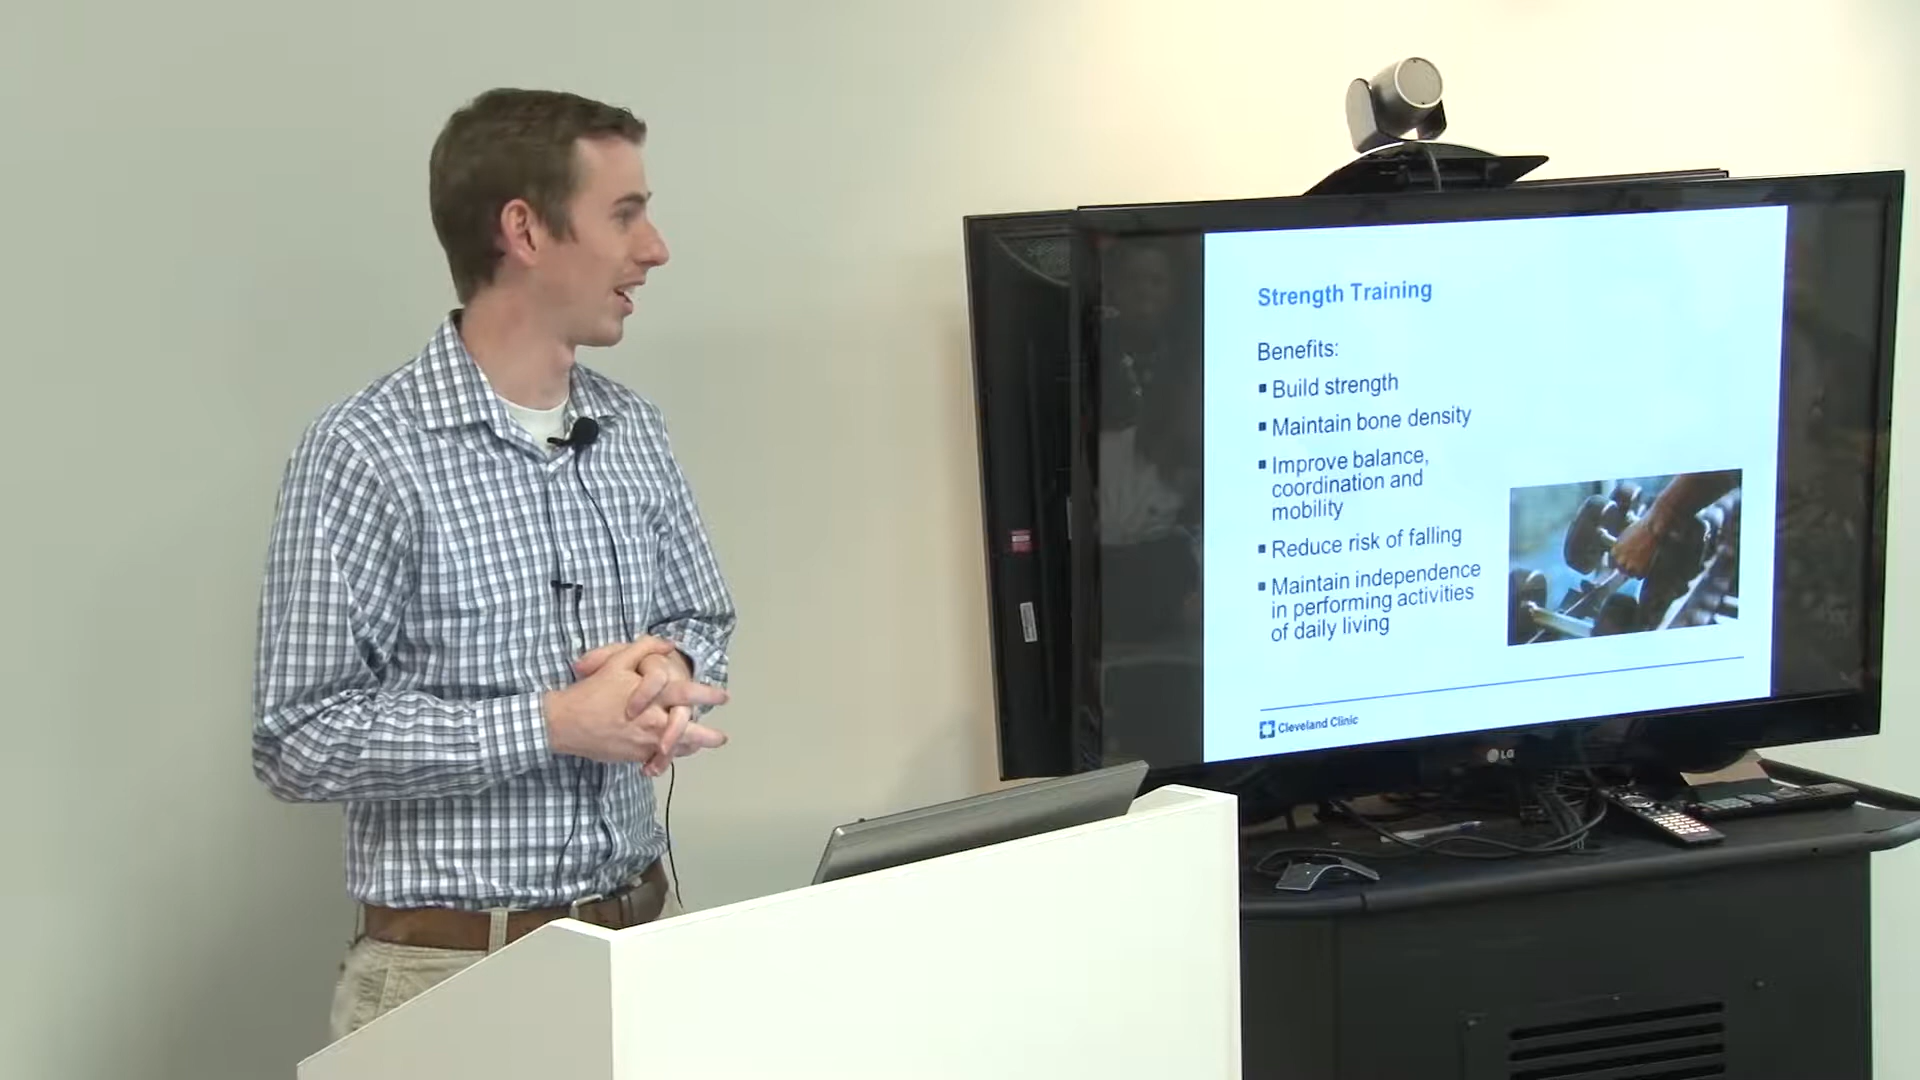 Strength Training
Benefits:
▪ Build strength
▪ Maintain bone density
▪ Improve balance,
coordination and
mobility
▪ Reduce risk of falling
▪ Maintain independence
in performing activities
of daily living
Cleveland Clinic
LG